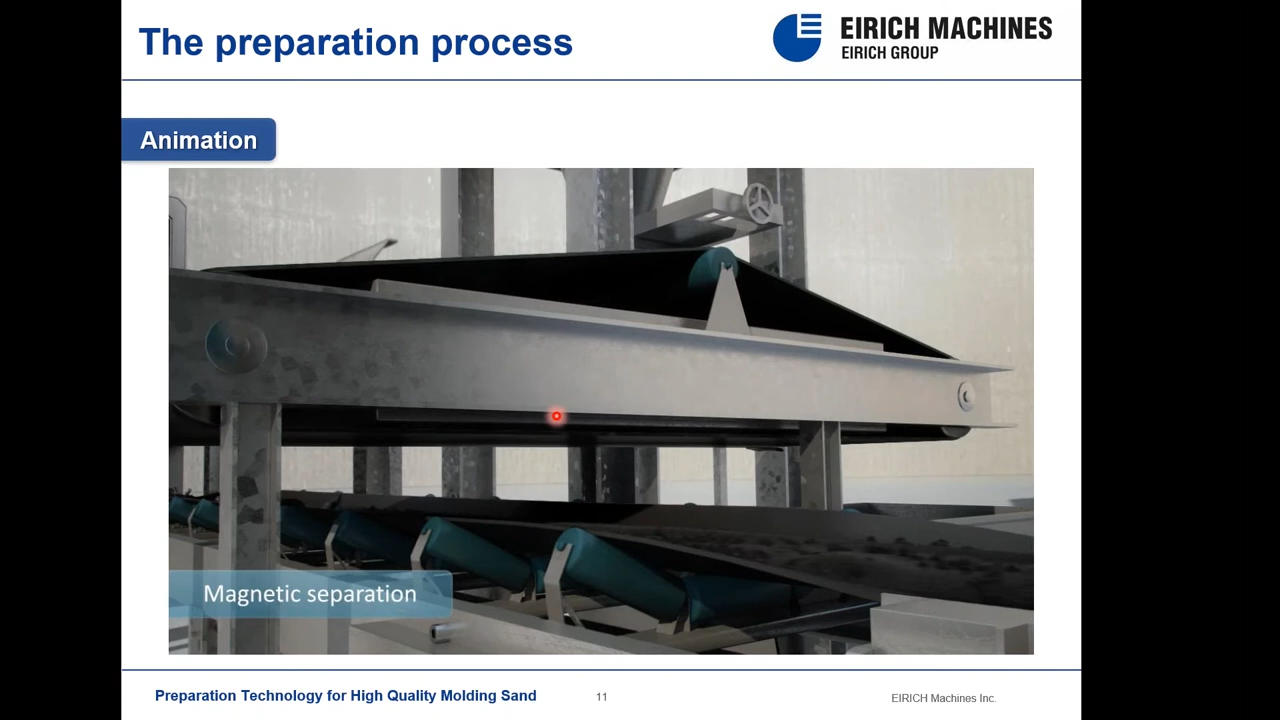 The preparation process
EIRICH MACHINES
EIRICH GROUP
Animation
Magnetic separation
Preparation Technology for High Quality Molding Sand
11
EIRICH Machines Inc.